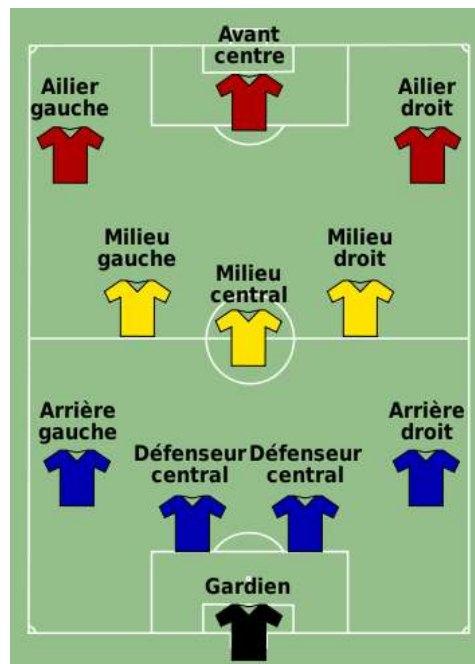 Avant
centre
Ailier
gauche
Ailier
droit
Milieu
gauche
Milieu
droit
Milieu
central
Arrière
gauche
Arrière
droit
Défenseur
central
Défenseur
central
Gardien